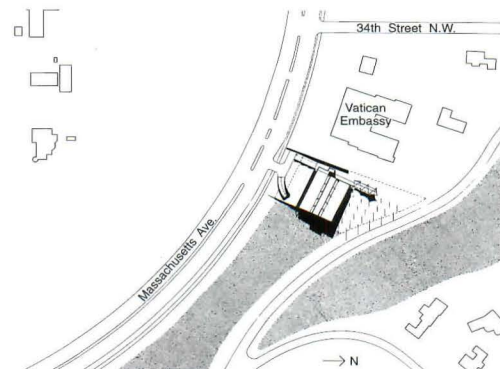 34th Street N.W.
Vatican
Embassy
Massachusetts Ave.
N